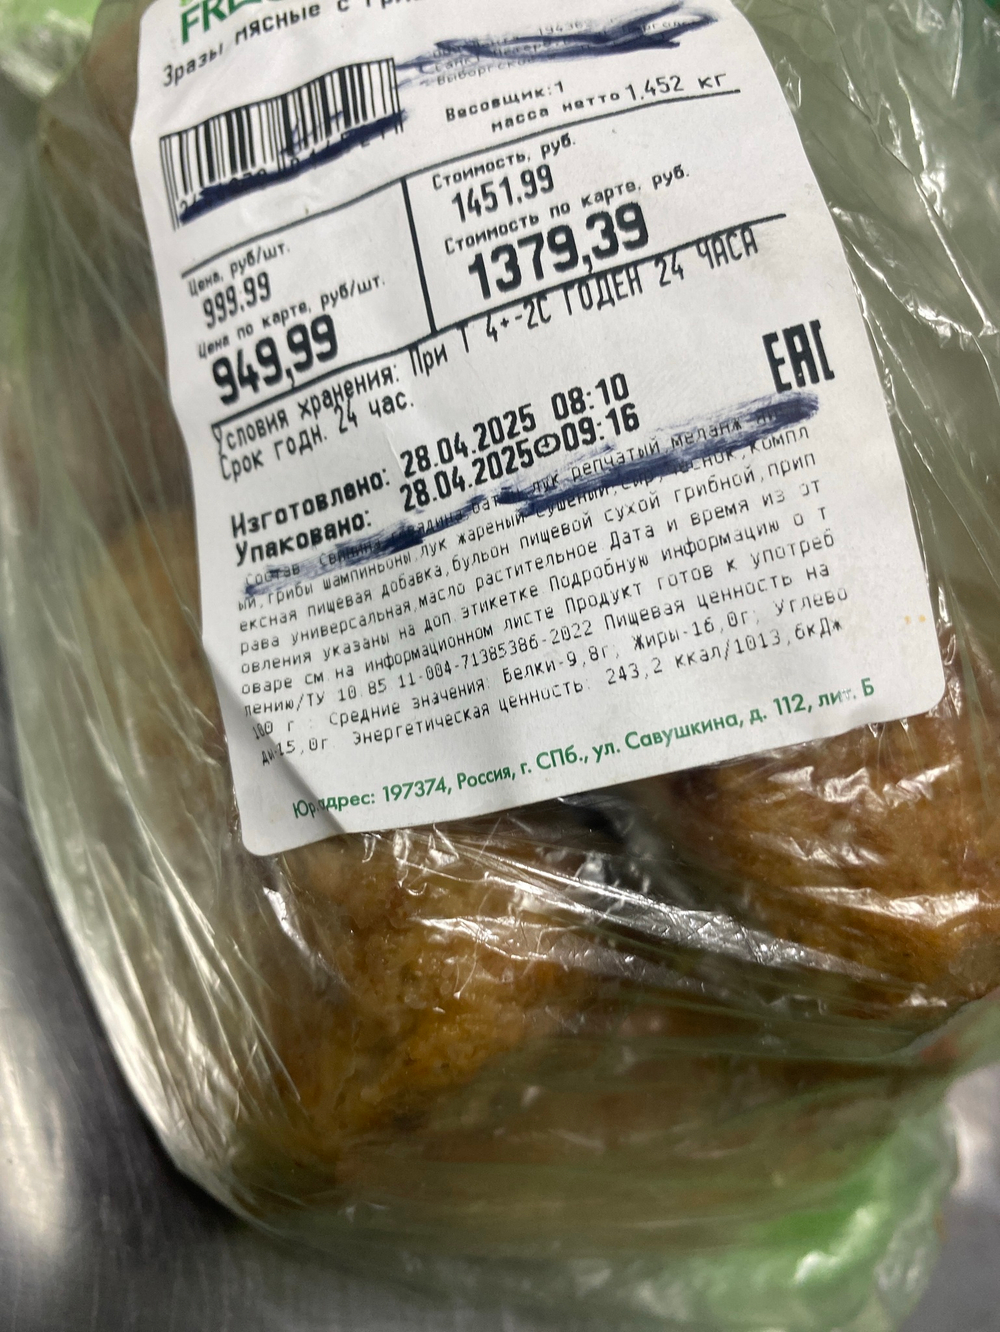 FRE
Зразы мясные с гри
Весовщик:1
масса нетто 1.452 кг
Стоимость, руб.
1451.99
Стоимость по карте, руб.
1379,39
Цена, руб/шт.
999.99
Цена по карте, руб/шт.
949,99
Условия хранения: При Т 4+-2С ГОДЕН 24 ЧАСА
Срок годн. 24 час.
EAC
Изготовлено: 28.04.2025 08:10
Упаковано: 28.04.2025 09:16
Состав: Свинина лук репчатый меланж
ый, грибы шампиньоны, лук жареный сушеный, сыр, чеснок, компл
ексная пищевая добавка, бульон пищевой сухой грибной, прип
рава универсальная, масло растительное Дата и время изгот
овления указаны на доп. этикетке Подробную информацию о т
оваре см. на информационном листе Продукт готов к употреб
лению/ТУ 10.85 11-004-71385386-2022 Пищевая ценность на
100 г : Средние значения: Белки-9,8г; Жиры-16,0г; Углево
ды-15,0г Энергетическая ценность: 243,2 ккал/1013,6кДж
Юр.адрес: 197374, Россия, г. СПб., ул. Савушкина, д. 112, лит. Б